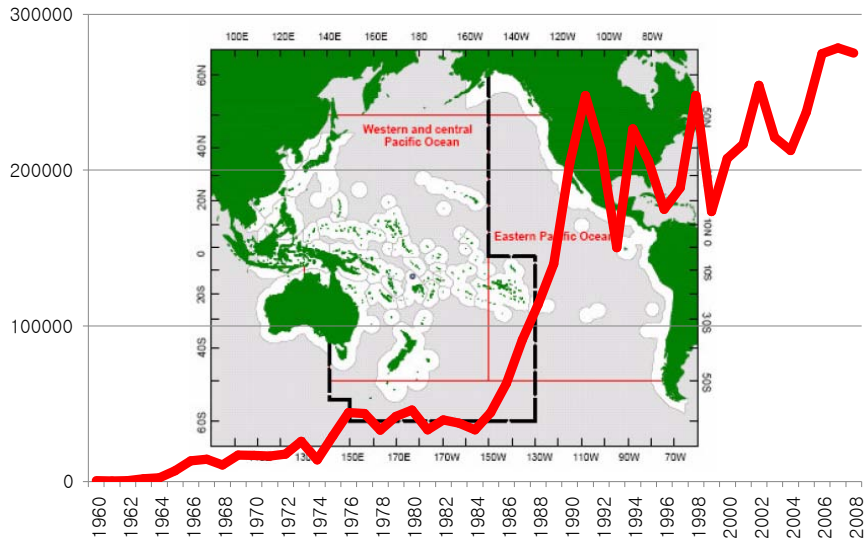 300000
200000
100000
0
100E 120E 140E 160E 180 160W 140W 120W 100W 80W
60N
40N
20N
0
20S
40S
60S
Western and central
Pacific Ocean
Eastern Pacific Ocean
50N
10N
0
10S
30S
50S
110E 150E 170E 170W 150W 130W 110W 90W 70W
1960 1962 1964 1966 1968 1970 1972 1974 1976 1978 1980 1982 1984 1986 1988 1990 1992 1994 1996 1998 2000 2002 2004 2006 2008